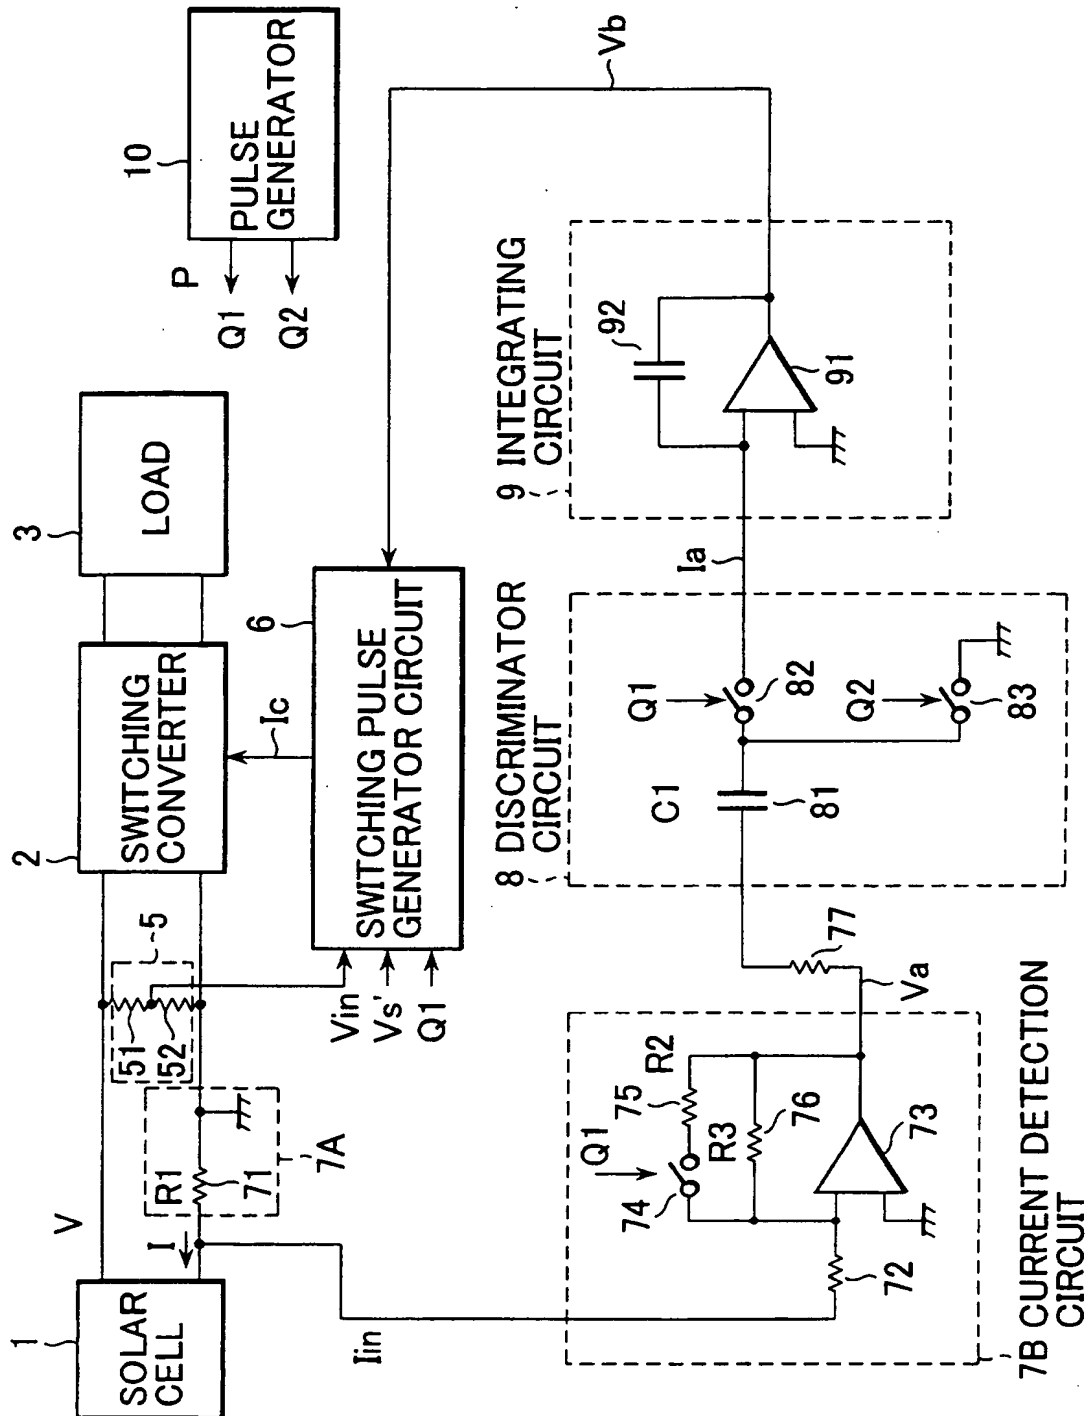 1
SOLAR
CELL
V
I
R1
71
7A
5
51
52
2
SWITCHING
CONVERTER
3
LOAD
10
PULSE
GENERATOR
P
Q1
Q2
Ic
6
SWITCHING PULSE
GENERATOR CIRCUIT
Vin
Vs'
Q1
Vb
Iin
7B CURRENT DETECTION
CIRCUIT
72
73
Q1
74
75
R2
R3
76
Va
77
8 DISCRIMINATOR
CIRCUIT
C1
81
Q1
82
Q2
83
Ia
9 INTEGRATING
CIRCUIT
92
91